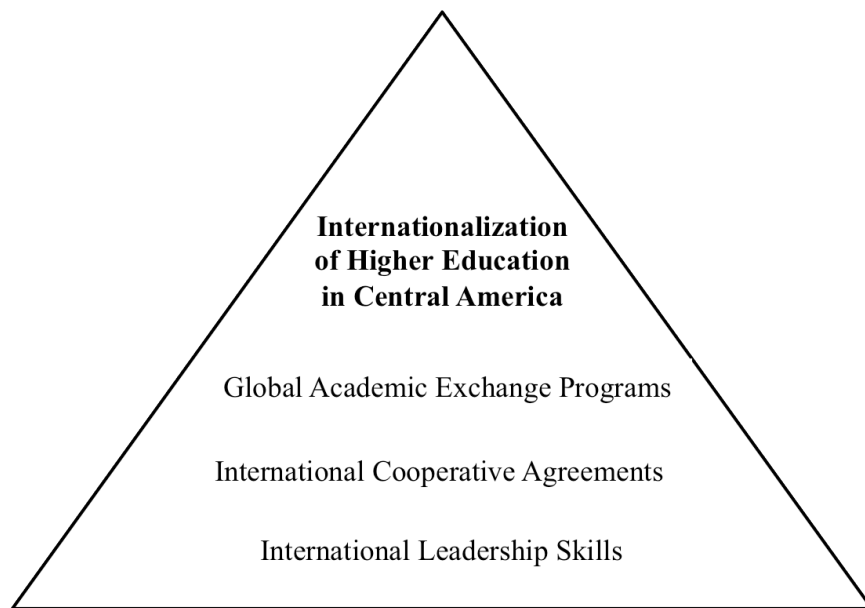 Internationalization
of Higher Education
in Central America
Global Academic Exchange Programs
International Cooperative Agreements
International Leadership Skills